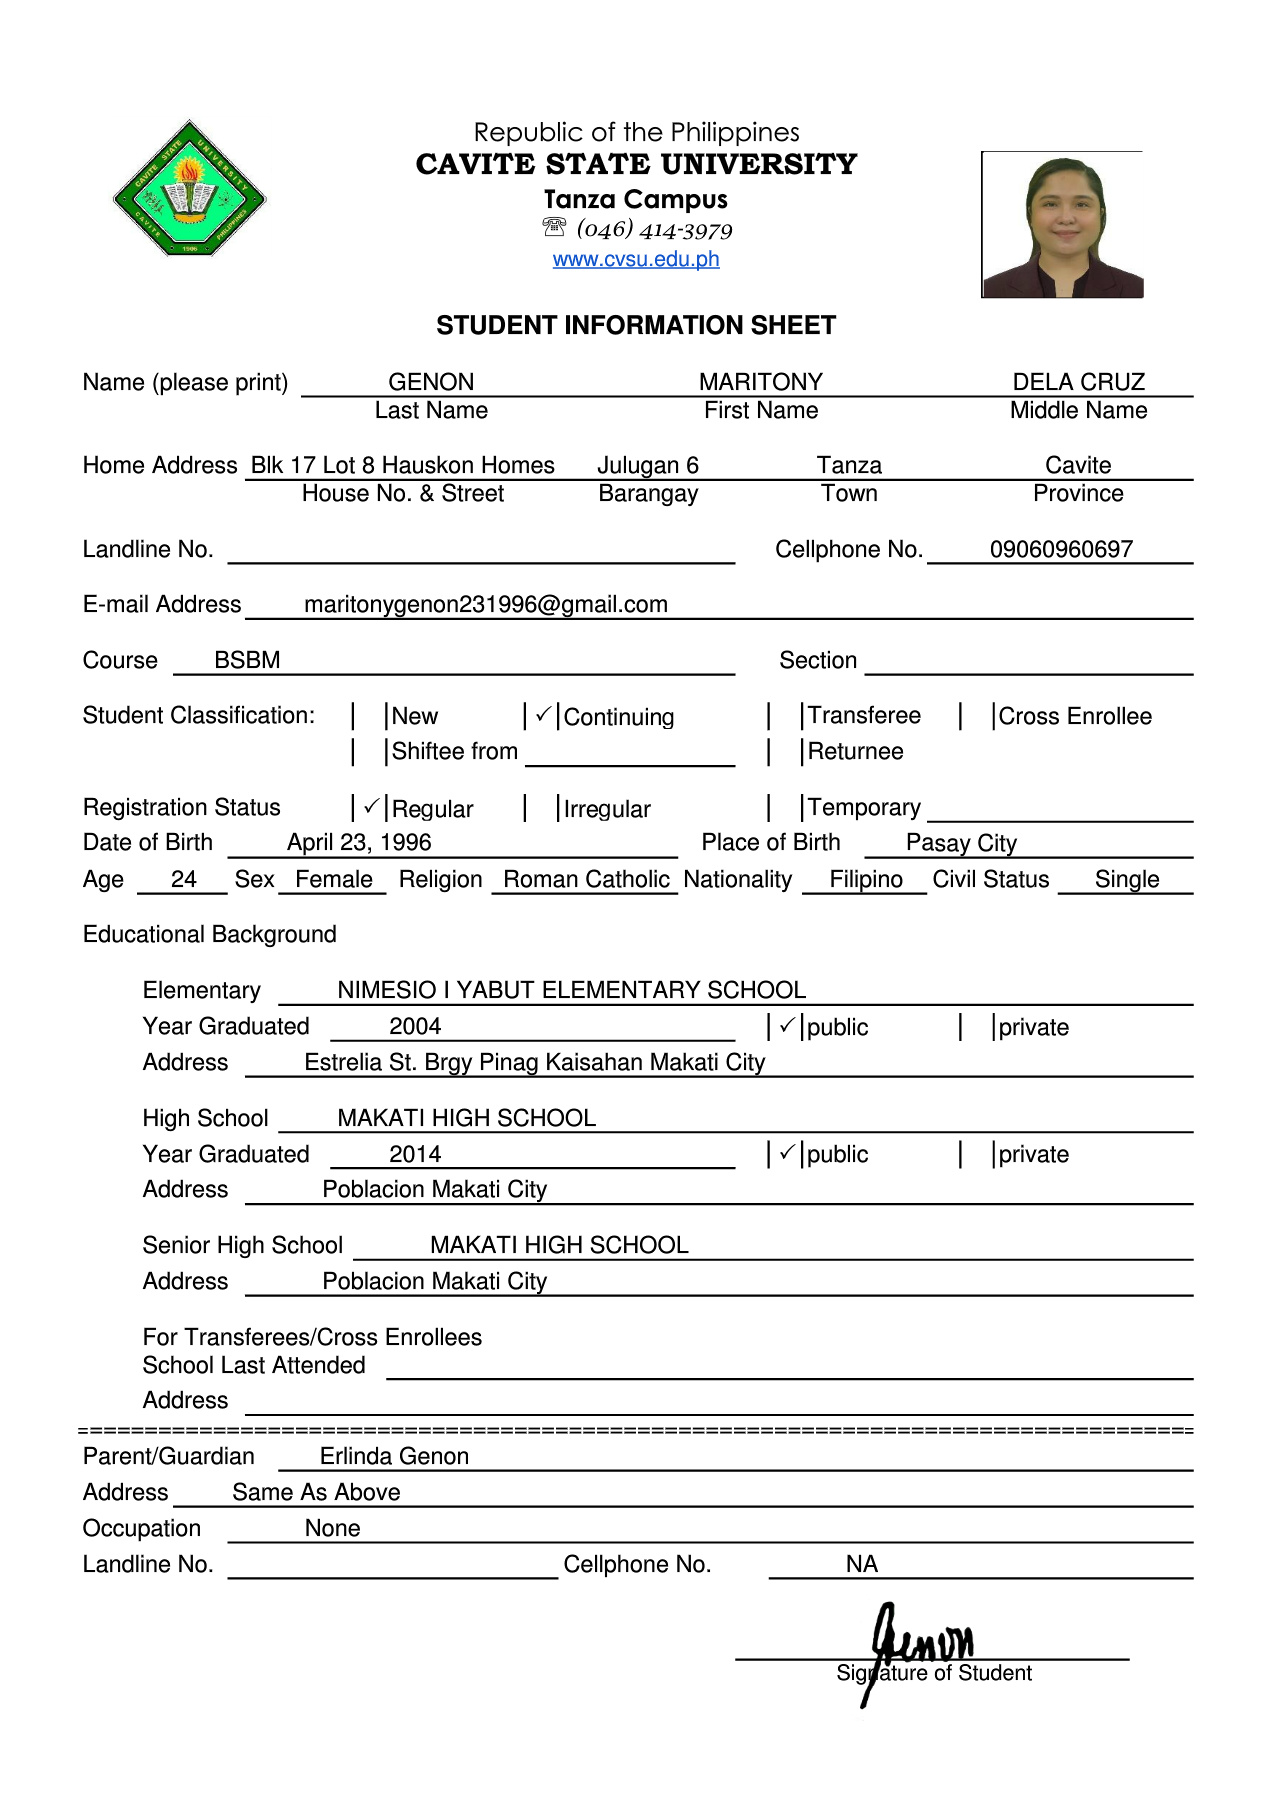 Republic of the Philippines
CAVITE STATE UNIVERSITY
Tanza Campus
☏ (046) 414-3979
www.cvsu.edu.ph
CAVITE STATE UNIVERSITY
CAVITE 1906 PHILIPPINES
STUDENT INFORMATION SHEET
Name (please print) GENON MARITONY DELA CRUZ
Last Name First Name Middle Name
Home Address Blk 17 Lot 8 Hauskon Homes Julugan 6 Tanza Cavite
House No. & Street Barangay Town Province
Landline No. Cellphone No. 09060960697
E-mail Address maritonygenon231996@gmail.com
Course BSBM Section
Student Classification: | | New |✓| Continuing | | Transferee | | Cross Enrollee
| | Shiftee from | | Returnee
Registration Status |✓| Regular | | Irregular | | Temporary
Date of Birth April 23, 1996 Place of Birth Pasay City
Age 24 Sex Female Religion Roman Catholic Nationality Filipino Civil Status Single
Educational Background
Elementary NIMESIO I YABUT ELEMENTARY SCHOOL
Year Graduated 2004 |✓| public | | private
Address Estrelia St. Brgy Pinag Kaisahan Makati City
High School MAKATI HIGH SCHOOL
Year Graduated 2014 |✓| public | | private
Address Poblacion Makati City
Senior High School MAKATI HIGH SCHOOL
Address Poblacion Makati City
For Transferees/Cross Enrollees
School Last Attended
Address
Parent/Guardian Erlinda Genon
Address Same As Above
Occupation None
Landline No. Cellphone No. NA
Genon
Signature of Student